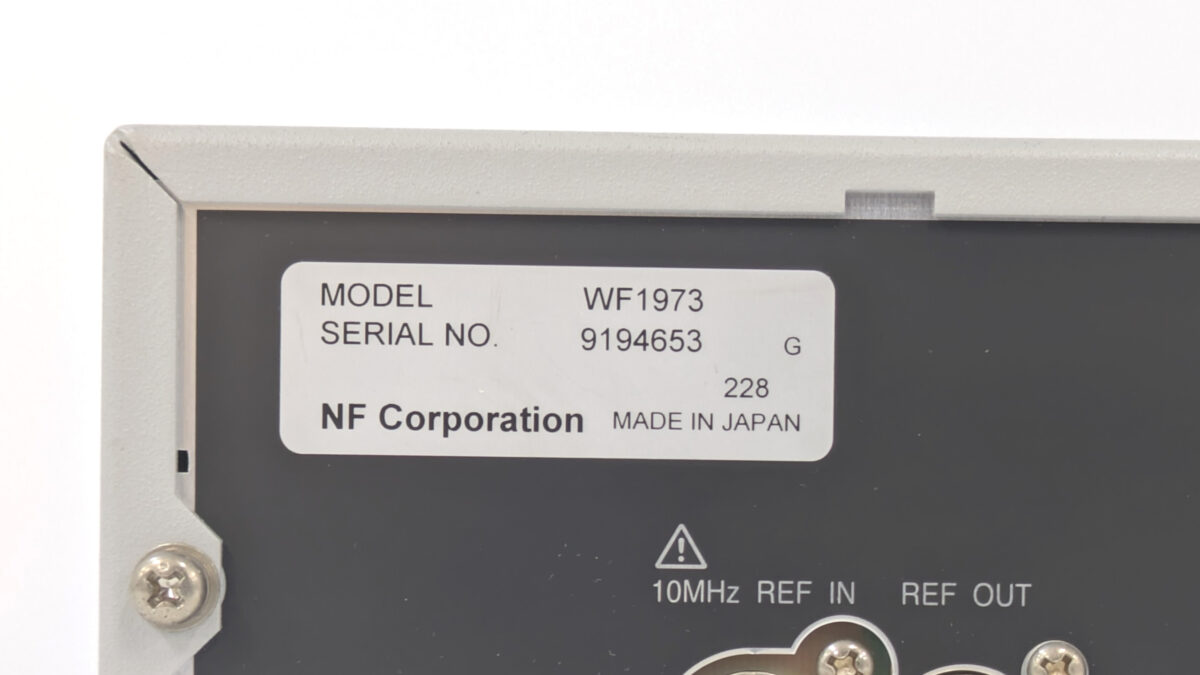 MODEL WF1973
SERIAL NO. 9194653 G
228
NF Corporation MADE IN JAPAN
10MHz REF IN REF OUT